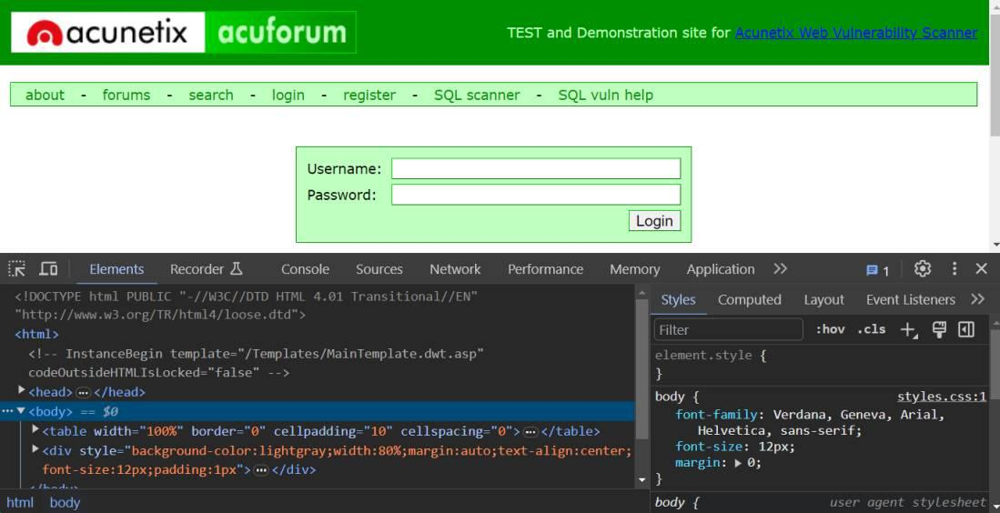 acunetix acuforum
TEST and Demonstration site for Acunetix Web Vulnerability Scanner
about - forums - search - login - register - SQL scanner - SQL vuln help
Username:
Password:
Login
Elements Recorder Console Sources Network Performance Memory Application 1
<!DOCTYPE html PUBLIC "-//W3C//DTD HTML 4.01 Transitional//EN"
"http://www.w3.org/TR/html4/loose.dtd">
<html>
<!-- InstanceBegin template="/Templates/MainTemplate.dwt.asp"
codeOutsideHTMLIsLocked="false" -->
<head>…</head>
<body> == $0
<table width="100%" border="0" cellpadding="10" cellspacing="0">…</table>
<div style="background-color:lightgray;width:80%;margin:auto;text-align:center;
font-size:12px;padding:1px">…</div>
</body>
html body
Styles Computed Layout Event Listeners
Filter :hov .cls
element.style {
}
body { styles.css:1
font-family: Verdana, Geneva, Arial,
Helvetica, sans-serif;
font-size: 12px;
margin: 0;
}
body { user agent stylesheet